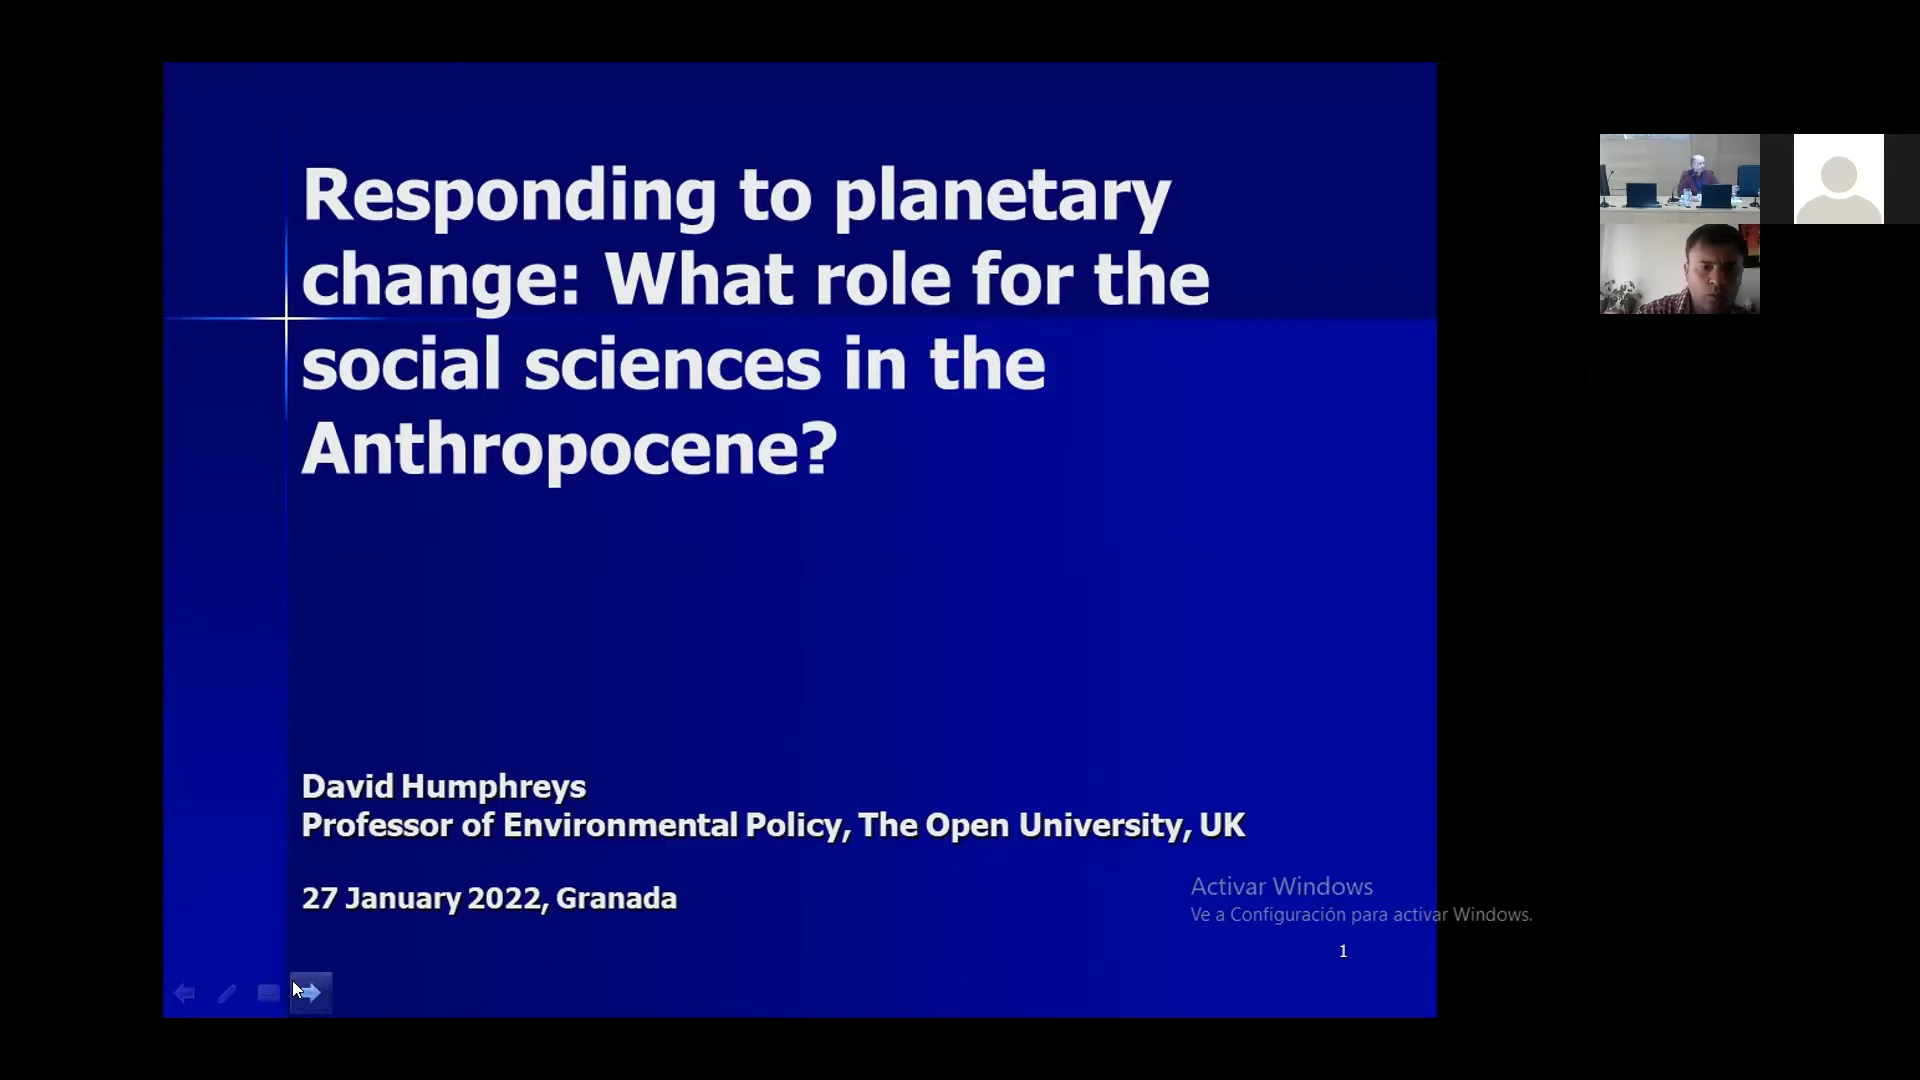 Responding to planetary
change: What role for the
social sciences in the
Anthropocene?
David Humphreys
Professor of Environmental Policy, The Open University, UK
27 January 2022, Granada
Activar Windows
Ve a Configuración para activar Windows.
1